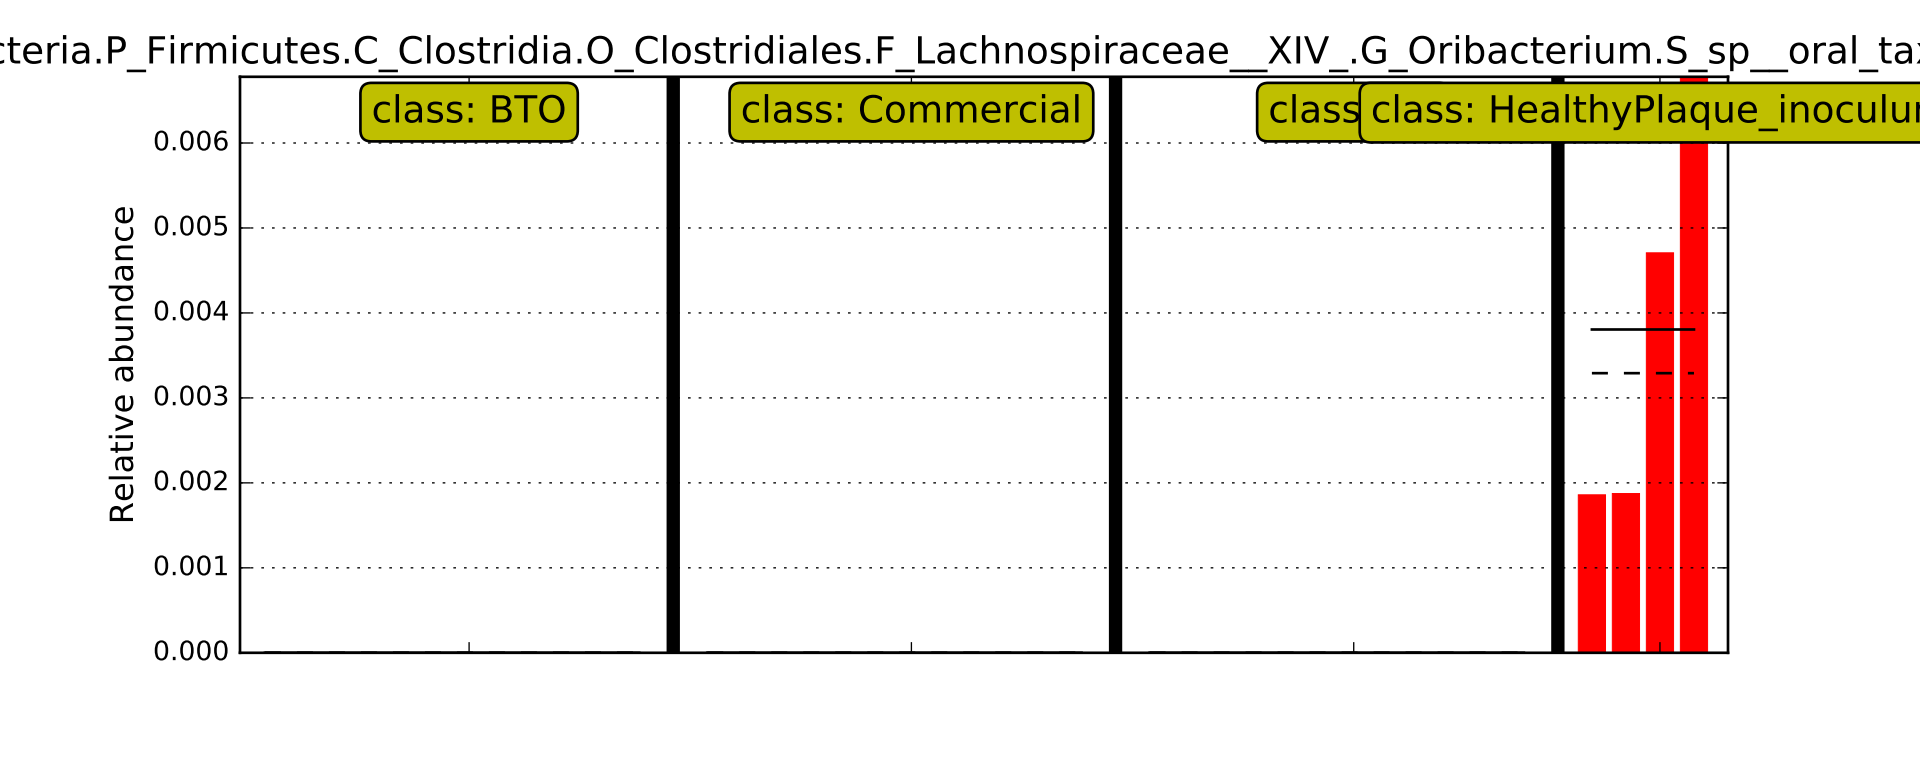 cteria.P_Firmicutes.C_Clostridia.O_Clostridiales.F_Lachnospiraceae__XIV_.G_Oribacterium.S_sp__oral_tax
class: BTO
class: Commercial
class
class: HealthyPlaque_inoculu
0.006
0.005
0.004
0.003
0.002
0.001
0.000
Relative abundance